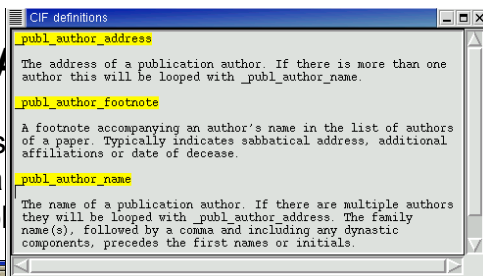 CIF definitions
_publ_author_address
The address of a publication author. If there is more than one
author this will be looped with _publ_author_name.
_publ_author_footnote
A footnote accompanying an author's name in the list of authors
of a paper. Typically indicates sabbatical address, additional
affiliations or date of decease.
_publ_author_name
The name of a publication author. If there are multiple authors
they will be looped with _publ_author_address. The family
name(s), followed by a comma and including any dynastic
components, precedes the first names or initials.